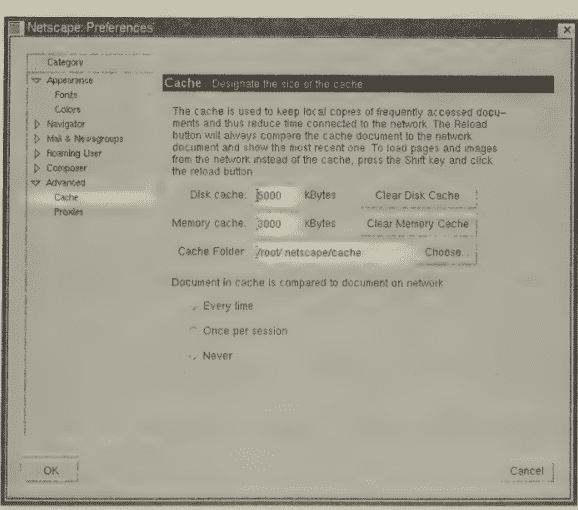 Netscape: Preferences
Category
Appearance
Fonts
Colors
Navigator
Mail & Newsgroups
Roaming User
Composer
Advanced
Cache
Proxies
Cache Designate the size of the cache
The cache is used to keep local copies of frequently accessed docu-
ments and thus reduce time connected to the network. The Reload
button will always compare the cache document to the network
document and show the most recent one. To load pages and images
from the network instead of the cache, press the Shift key and click
the reload button
Disk cache: 5000 kBytes Clear Disk Cache
Memory cache: 3000 kBytes Clear Memory Cache
Cache Folder /root/.netscape/cache Choose...
Document in cache is compared to document on network
Every time
Once per session
Never
OK
Cancel